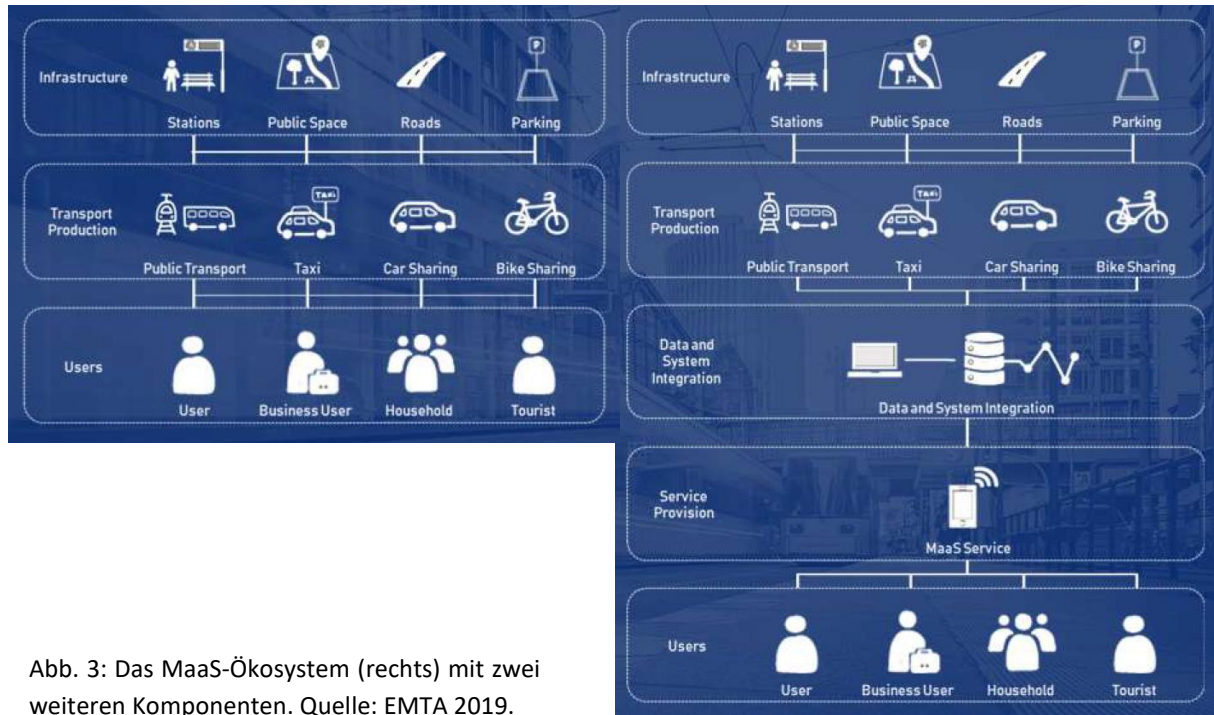 Infrastructure
Stations
Public Space
Roads
P
Parking
Transport
Production
TAXI
Public Transport
Taxi
Car Sharing
Bike Sharing
Users
User
Business User
Household
Tourist
Infrastructure
Stations
Public Space
Roads
P
Parking
Transport
Production
TAXI
Public Transport
Taxi
Car Sharing
Bike Sharing
Data and
System
Integration
Data and System Integration
Service
Provision
MaaS Service
Users
User
Business User
Household
Tourist
Abb. 3: Das MaaS-Ökosystem (rechts) mit zwei
weiteren Komponenten. Quelle: EMTA 2019.